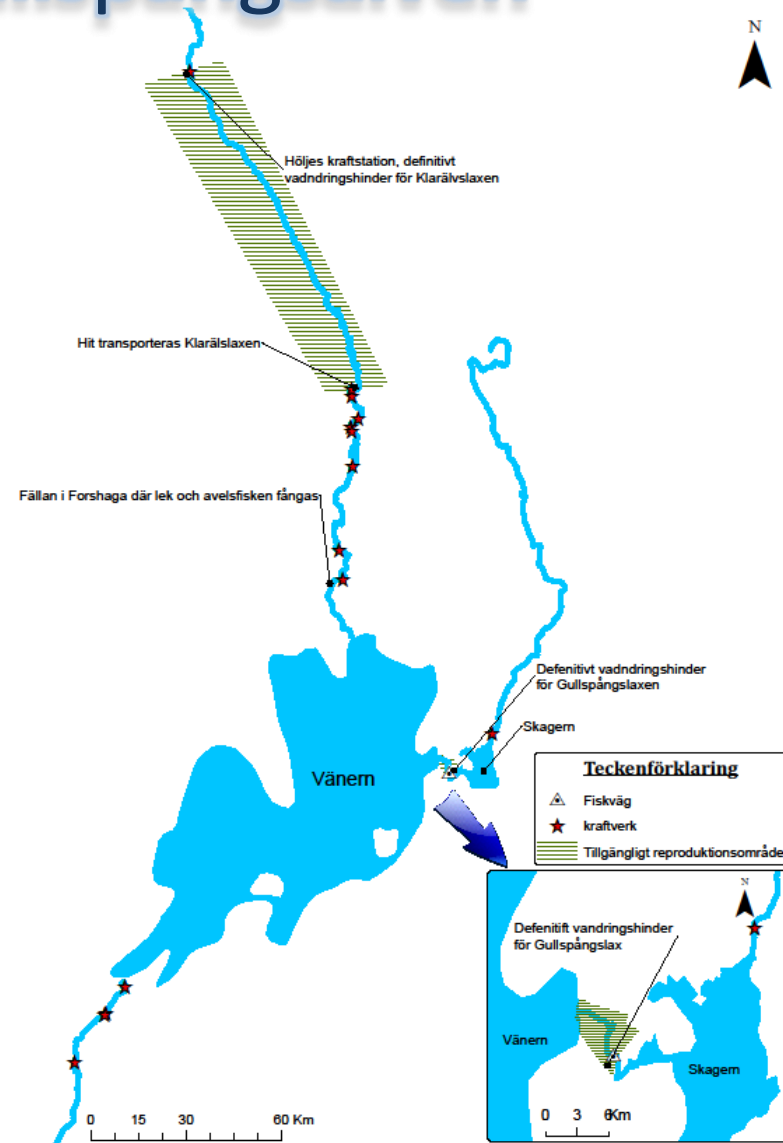 N
Höljes kraftstation, definitivt
vadndringshinder för Klarälvslaxen
Hit transporteras Klarälslaxen
Fällan i Forshaga där lek och avelsfisken fångas
Defenitivt vadndringshinder
för Gullspångslaxen
Skagern
Vänern
Teckenförklaring
Fiskväg
kraftverk
Tillgängligt reproduktionsområde
N
Defenitift vandringshinder
för Gullspångslax
Vänern
Skagern
0 3 6Km
0 15 30 60 Km